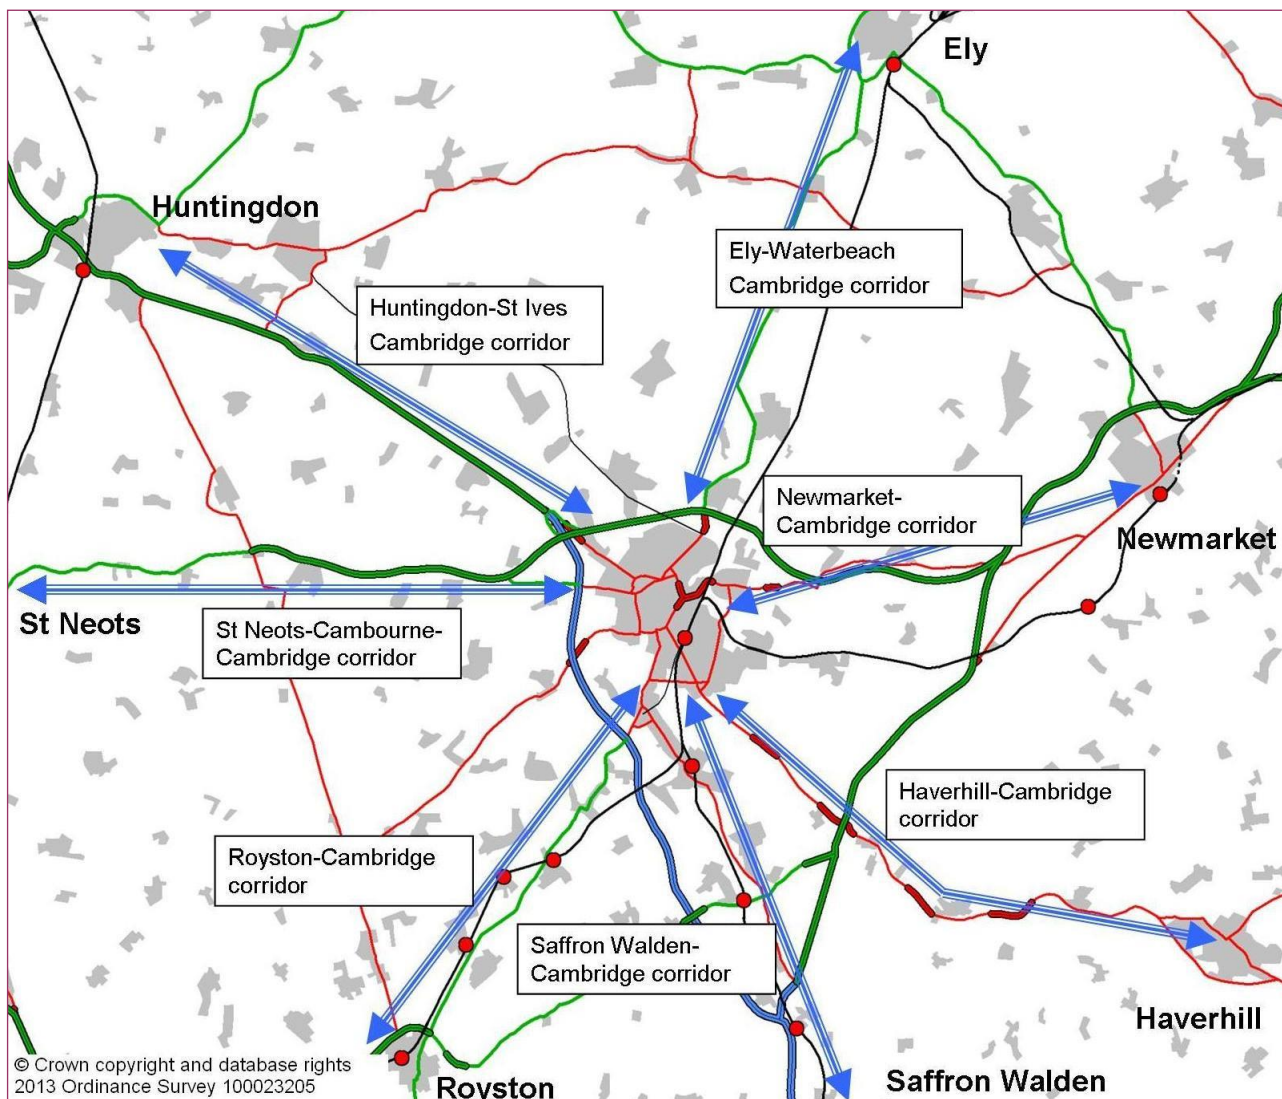 Ely
Huntingdon
Ely-Waterbeach
Cambridge corridor
Huntingdon-St Ives
Cambridge corridor
Newmarket-
Cambridge corridor
Newmarket
St Neots
St Neots-Cambourne-
Cambridge corridor
Haverhill-Cambridge
corridor
Royston-Cambridge
corridor
Saffron Walden-
Cambridge corridor
Haverhill
© Crown copyright and database rights
2013 Ordinance Survey 100023205
Royston
Saffron Walden